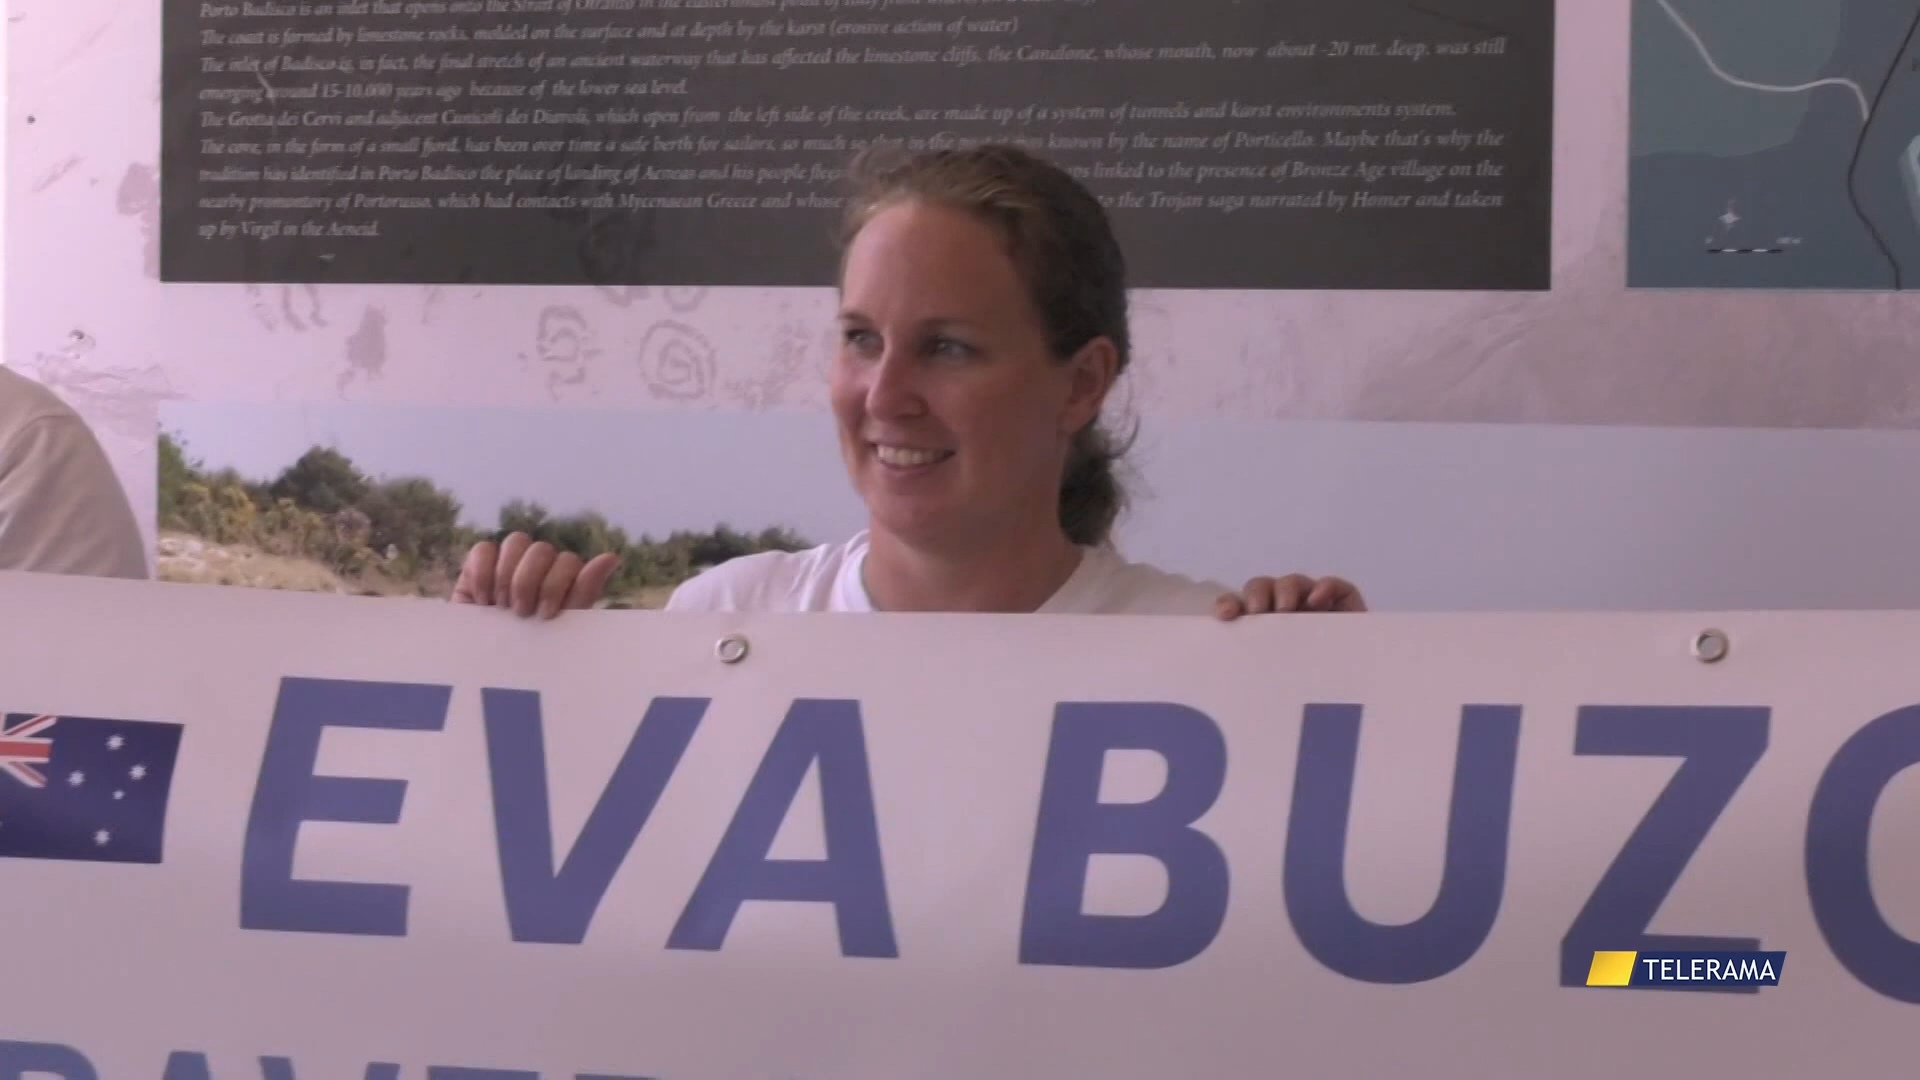 Porto Badisco is an inlet that opens onto the Strait of Otranto in the easternmost point of Italy
The coast is formed by limestone rocks, molded on the surface and at depth by the karst (erosive action of water)
The inlet of Badisco is, in fact, the final stretch of an ancient waterway that has affected the limestone cliffs, the Canalone, whose mouth, now about -20 mt. deep, was still
emerging around 15-10,000 years ago because of the lower sea level.
The Grotta dei Cervi and adjacent Cunicoli dei Diavoli, which open from the left side of the creek, are made up of a system of tunnels and karst environments system.
The cove, in the form of a small fjord, has been over time a safe berth for sailors, so much so that in the known by the name of Porticello. Maybe that's why the
tradition has identified in Porto Badisco the place of landing of Aeneas and his people linked to the presence of Bronze Age village on the
nearby promontory of Portorusso, which had contacts with Mycenaean Greece and whose to the Trojan saga narrated by Homer and taken
up by Virgil in the Aeneid.
EVA BUZO
TELERAMA